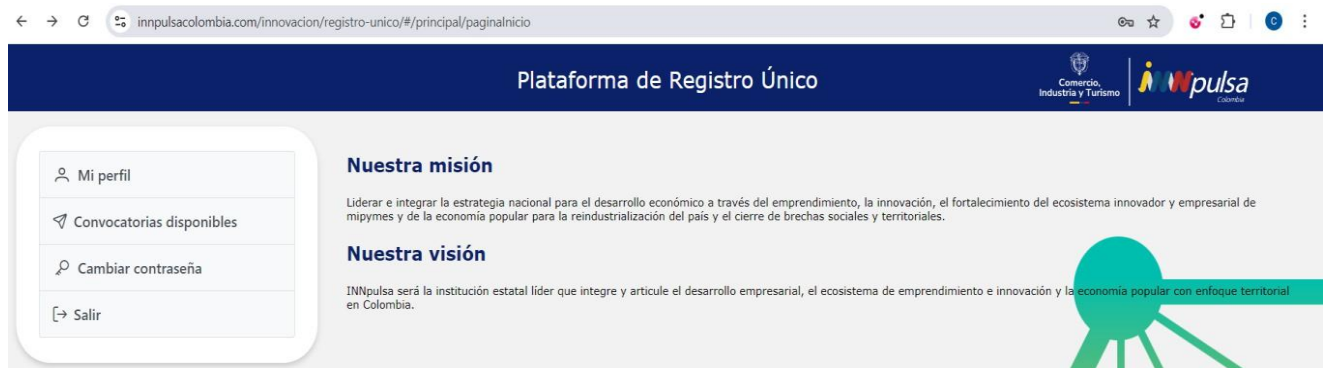 innpulsacolombia.com/innovacion/registro-unico/#/principal/paginaInicio
C
Plataforma de Registro Único
Comercio,
Industria y Turismo
iNNpulsa
Colombia
Mi perfil
Convocatorias disponibles
Cambiar contraseña
Salir
Nuestra misión
Liderar e integrar la estrategia nacional para el desarrollo económico a través del emprendimiento, la innovación, el fortalecimiento del ecosistema innovador y empresarial de
mipymes y de la economía popular para la reindustrialización del país y el cierre de brechas sociales y territoriales.
Nuestra visión
INNpulsa será la institución estatal líder que integre y articule el desarrollo empresarial, el ecosistema de emprendimiento e innovación y la economía popular con enfoque territorial
en Colombia.